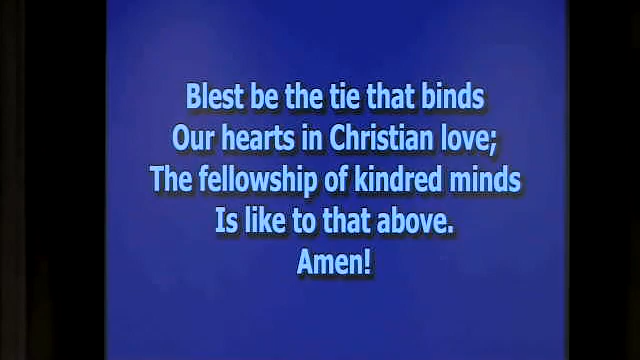 Blest be the tie that binds
Our hearts in Christian love;
The fellowship of kindred minds
Is like to that above.
Amen!